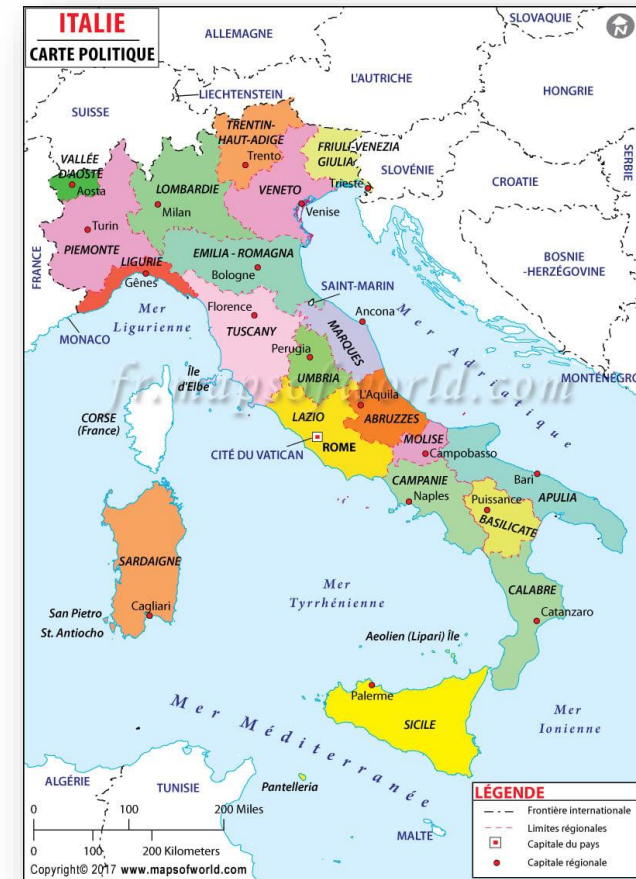 ITALIE
CARTE POLITIQUE
ALLEMAGNE
SLOVAQUIE
N
L'AUTRICHE
HONGRIE
LIECHTENSTEIN
SUISSE
TRENTIN-
HAUT-ADIGE
Trento
FRIULI-VENEZIA
GIULIA
SLOVÉNIE
SERBIE
VALLÉE
D'AOSTE
Aosta
LOMBARDIE
Milan
VENETO
Venise
Trieste
CROATIE
Turin
PIEMONTE
FRANCE
LIGURIE
Gênes
EMILIA - ROMAGNA
Bologne
BOSNIE
-HERZÉGOVINE
SAINT-MARIN
MONACO
Mer
Ligurienne
Florence
TUSCANY
MARQUES
Ancona
Mer Adriatique
Perugia
UMBRIA
MONTÉNÉGRO
Île
d'Elbe
fr.mapsofworld.com
CORSE
(France)
LAZIO
L'Aquila
ABRUZZES
CITÉ DU VATICAN
ROME
MOLISE
Campobasso
CAMPANIE
Naples
Bari
APULIA
Puissance
BASILICATE
SARDAIGNE
Cagliari
San Pietro
St. Antiocho
Mer
Tyrrhénienne
CALABRE
Catanzaro
Aeolien (Lipari) Île
Palerme
SICILE
Mer
Ionienne
Mer Méditerranée
ALGÉRIE
TUNISIE
Pantelleria
MALTE
0 100 200 Miles
0 100 200 Kilometers
Copyright© 2017 www.mapsofworld.com
LÉGENDE
Frontière internationale
Limites régionales
Capitale du pays
Capitale régionale